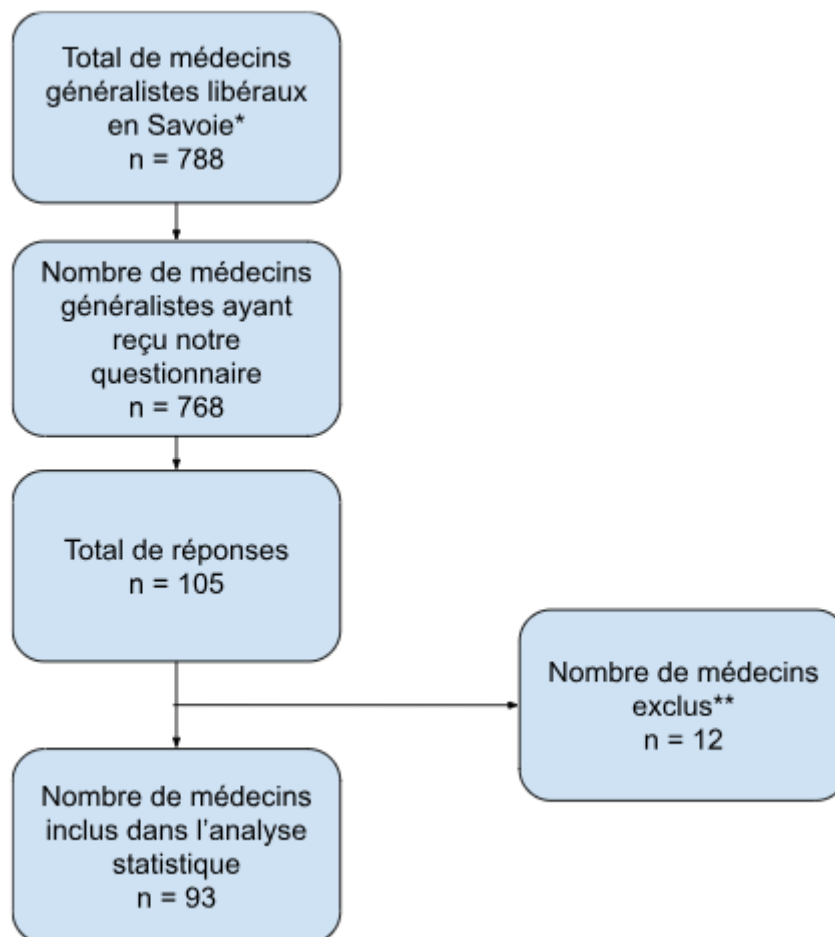 Total de médecins
généralistes libéraux
en Savoie*
n = 788
Nombre de médecins
généralistes ayant
reçu notre
questionnaire
n = 768
Total de réponses
n = 105
Nombre de médecins
exclus**
n = 12
Nombre de médecins
inclus dans l'analyse
statistique
n = 93